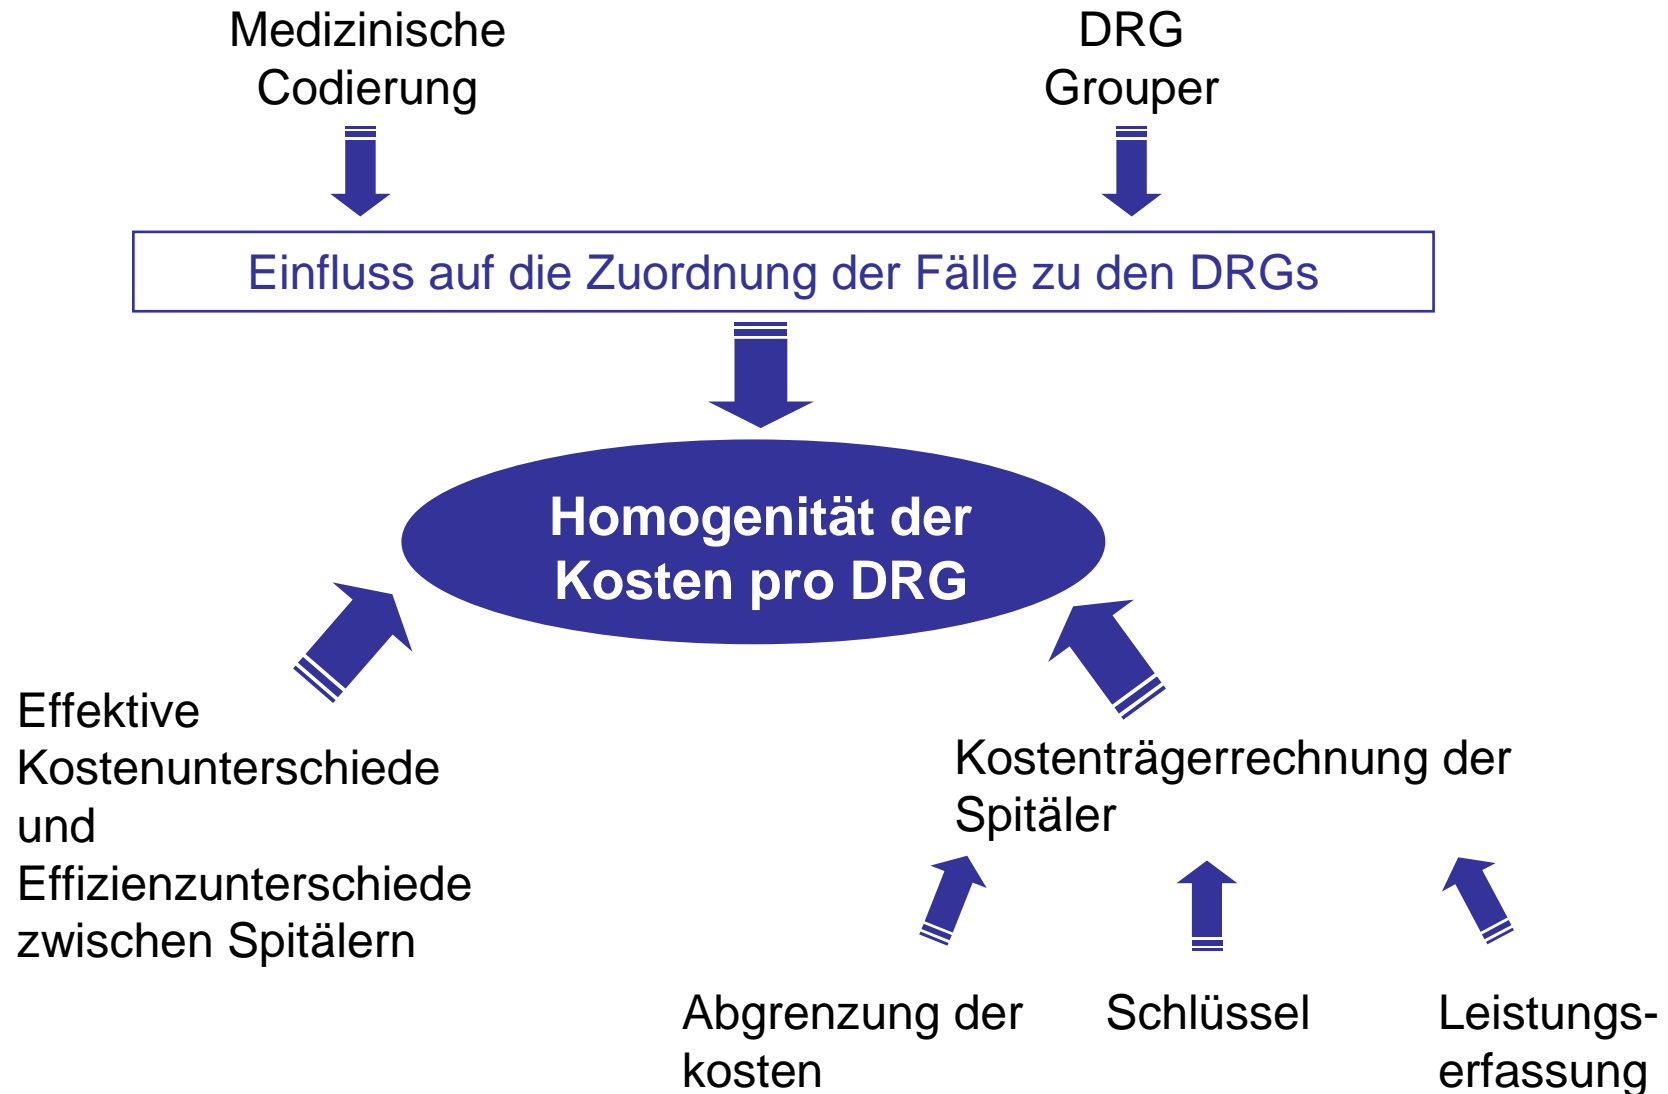 Medizinische
Codierung
DRG
Grouper
Einfluss auf die Zuordnung der Fälle zu den DRGs
Homogenität der
Kosten pro DRG
Effektive
Kostenunterschiede
und
Effizienzunterschiede
zwischen Spitälern
Kostenträgerrechnung der
Spitäler
Abgrenzung der
kosten
Schlüssel
Leistungs-
erfassung